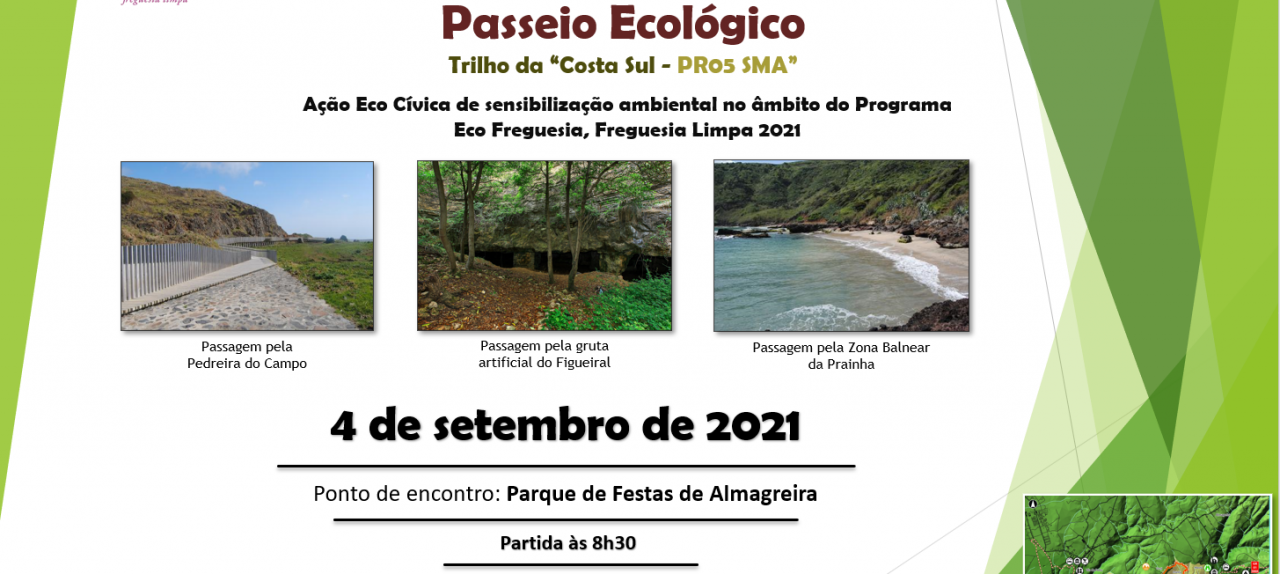 freguesia limpa
Passeio Ecológico
Trilho da “Costa Sul - PR05 SMA”
Ação Eco Cívica de sensibilização ambiental no âmbito do Programa
Eco Freguesia, Freguesia Limpa 2021
Passagem pela
Pedreira do Campo
Passagem pela gruta
artificial do Figueiral
Passagem pela Zona Balnear
da Prainha
4 de setembro de 2021
Ponto de encontro: Parque de Festas de Almagreira
Partida às 8h30